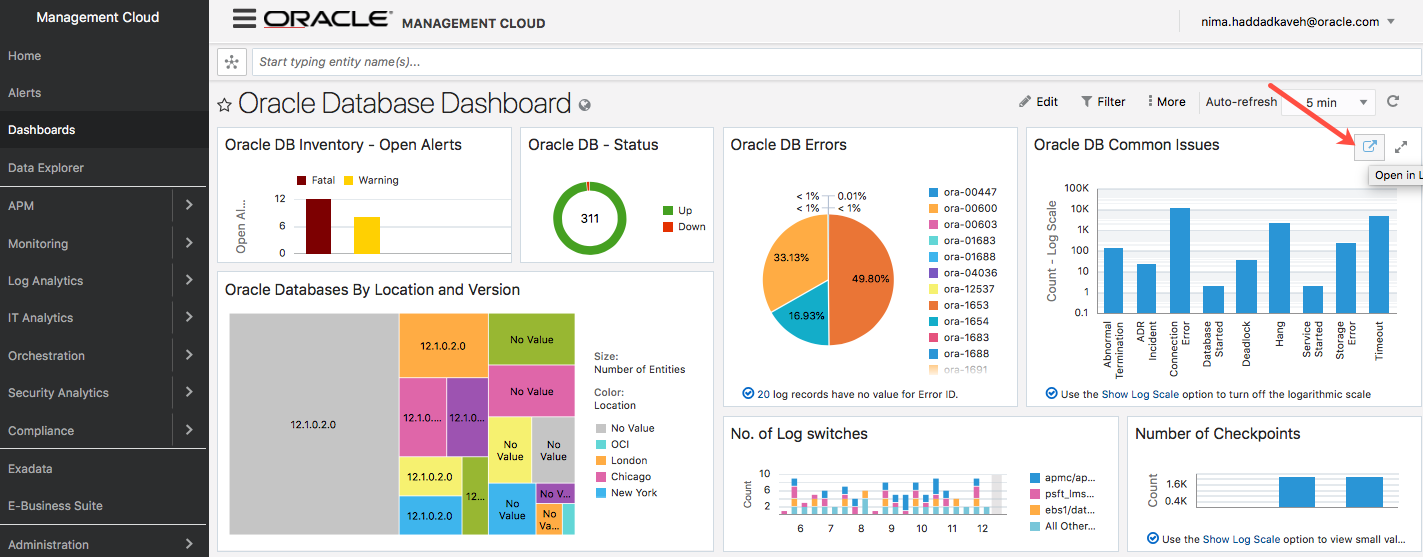 Management Cloud
Home
Alerts
Dashboards
Data Explorer
APM
Monitoring
Log Analytics
IT Analytics
Orchestration
Security Analytics
Compliance
Exadata
E-Business Suite
Administration
ORACLE® MANAGEMENT CLOUD
nima.haddadkaveh@oracle.com
Start typing entity name(s)...
Oracle Database Dashboard
Edit
Filter
More
Auto-refresh
5 min
Oracle DB Inventory - Open Alerts
Fatal
Warning
Open Al...
12
6
0
Oracle DB - Status
311
Up
Down
Oracle DB Errors
< 1%
0.01%
< 1%
< 1%
33.13%
49.80%
16.93%
ora-00447
ora-00600
ora-00603
ora-01683
ora-01688
ora-04036
ora-12537
ora-1653
ora-1654
ora-1683
ora-1688
ora-1691
20 log records have no value for Error ID.
Oracle DB Common Issues
Open in L
Count - Log Scale
100K
10K
1K
100
10
1
0.1
Abnormal
Termination
ADR
Incident
Connection
Error
Database
Started
Deadlock
Hang
Service
Started
Storage
Error
Timeout
Use the Show Log Scale option to turn off the logarithmic scale
Oracle Databases By Location and Version
12.1.0.2.0
12.1.0.2.0
No Value
No Value
12.1.0....
12.1.0...
No
Value
No
Value
12.1.0.2.0
12...
12.1.0.2.0
No
Value
No V...
No
Va...
Size:
Number of Entities
Color:
Location
No Value
OCI
London
Chicago
New York
No. of Log switches
Count
10
6
4
2
6
7
8
9
10
11
12
apmc/ap...
psft_lms...
ebs1/dat...
All Other...
Number of Checkpoints
Count
1.6K
0.4K
Use the Show Log Scale option to view small val...